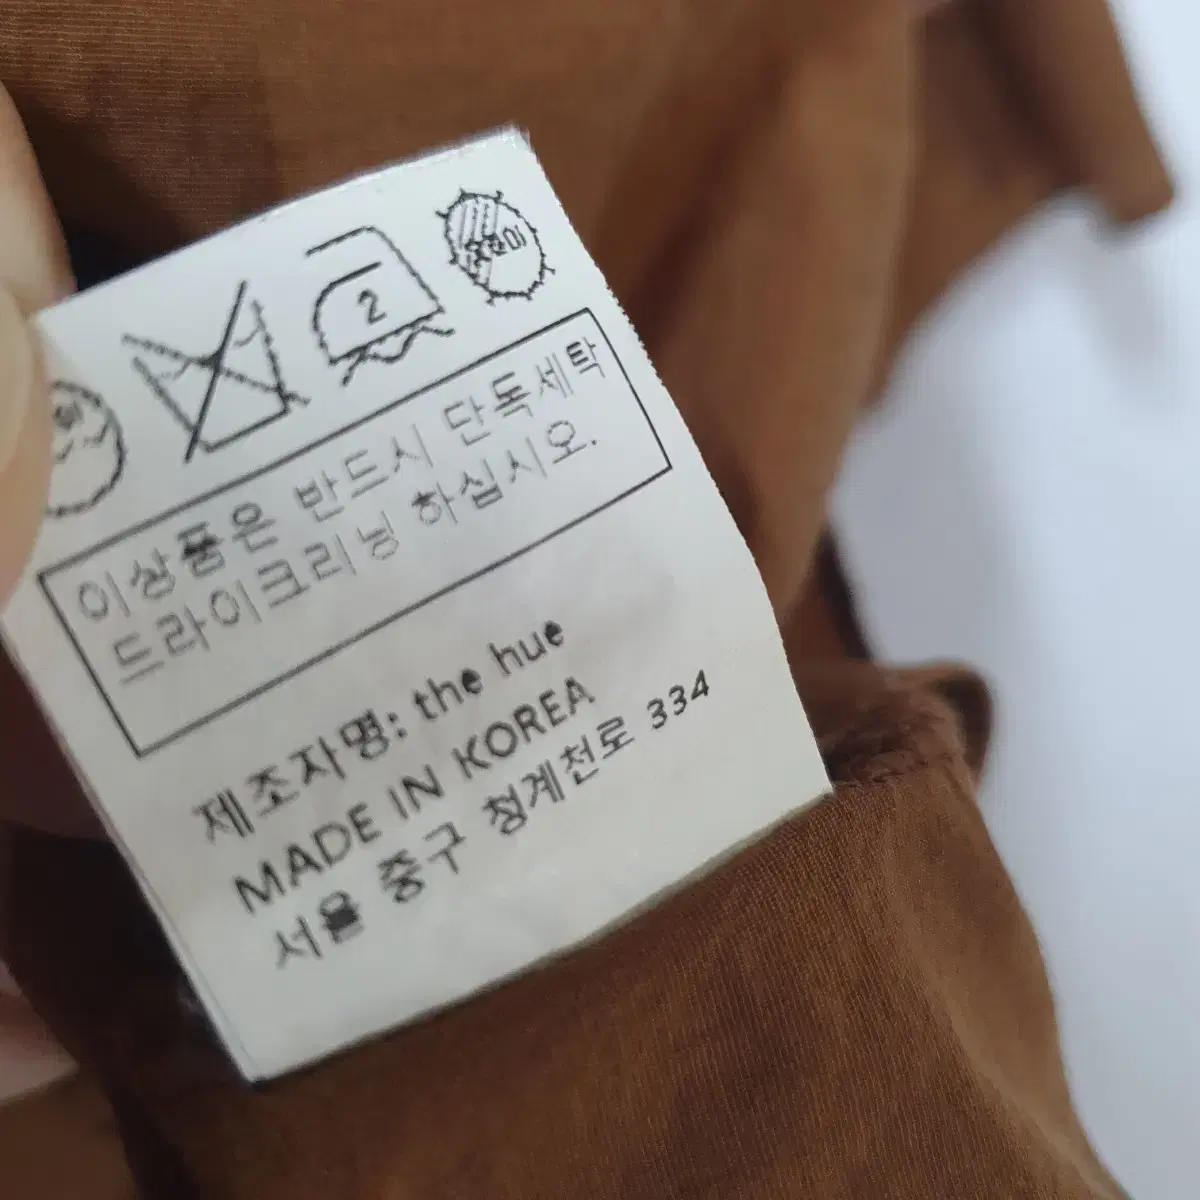 2
이상품은 반드시 단독세탁
드라이크리닝 하십시오.
제조자명: the hue
MADE IN KOREA
서울 중구 청계천로 334